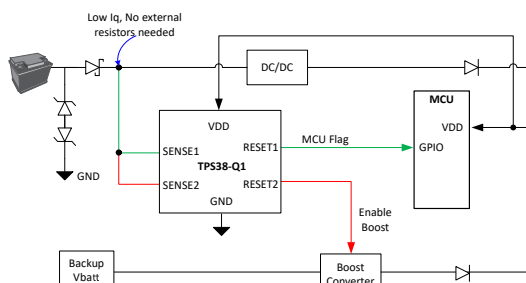 Low Iq, No external
resistors needed
DC/DC
MCU
VDD
VDD
SENSE1
RESET1
MCU Flag
GPIO
TPS38-Q1
GND
SENSE2
RESET2
GND
Enable
Boost
Backup
Vbatt
Boost
Converter